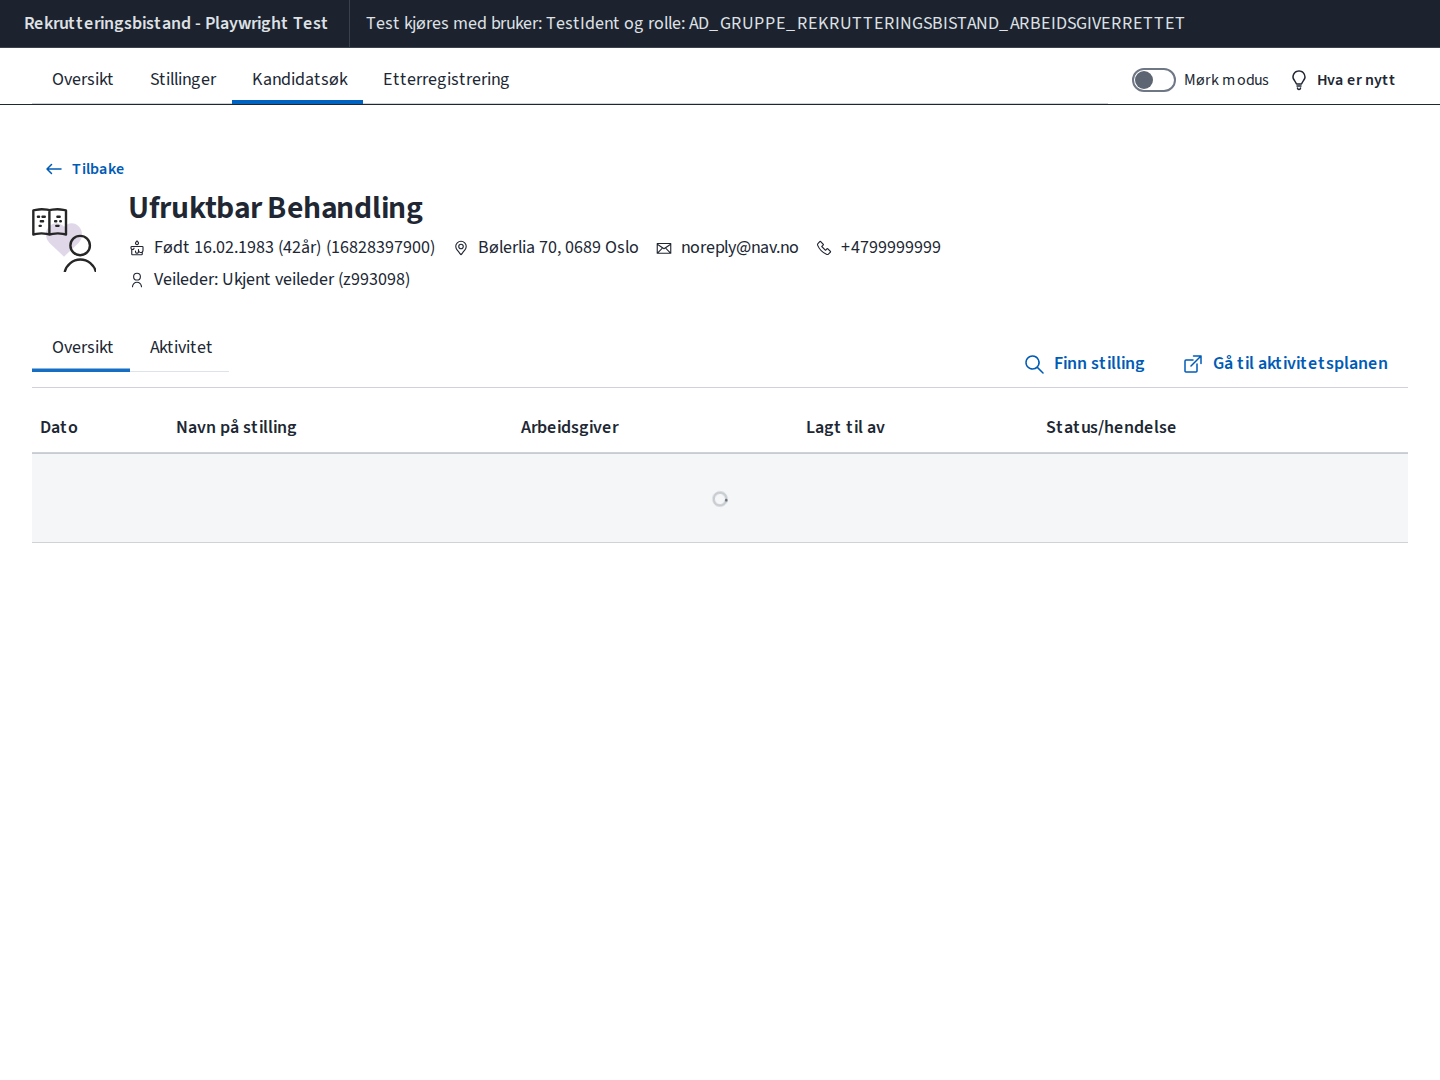 Rekrutteringsbistand - Playwright Test
Test kjøres med bruker: TestIdent og rolle: AD_GRUPPE_REKRUTTERINGSBISTAND_ARBEIDSGIVERRETTET
Oversikt
Stillinger
Kandidatsøk
Etterregistrering
Mørk modus
Hva er nytt
Tilbake
Ufruktbar Behandling
Født 16.02.1983 (42år) (16828397900)
Bølerlia 70, 0689 Oslo
noreply@nav.no
+4799999999
Veileder: Ukjent veileder (z993098)
Oversikt
Aktivitet
Finn stilling
Gå til aktivitetsplanen
Dato
Navn på stilling
Arbeidsgiver
Lagt til av
Status/hendelse